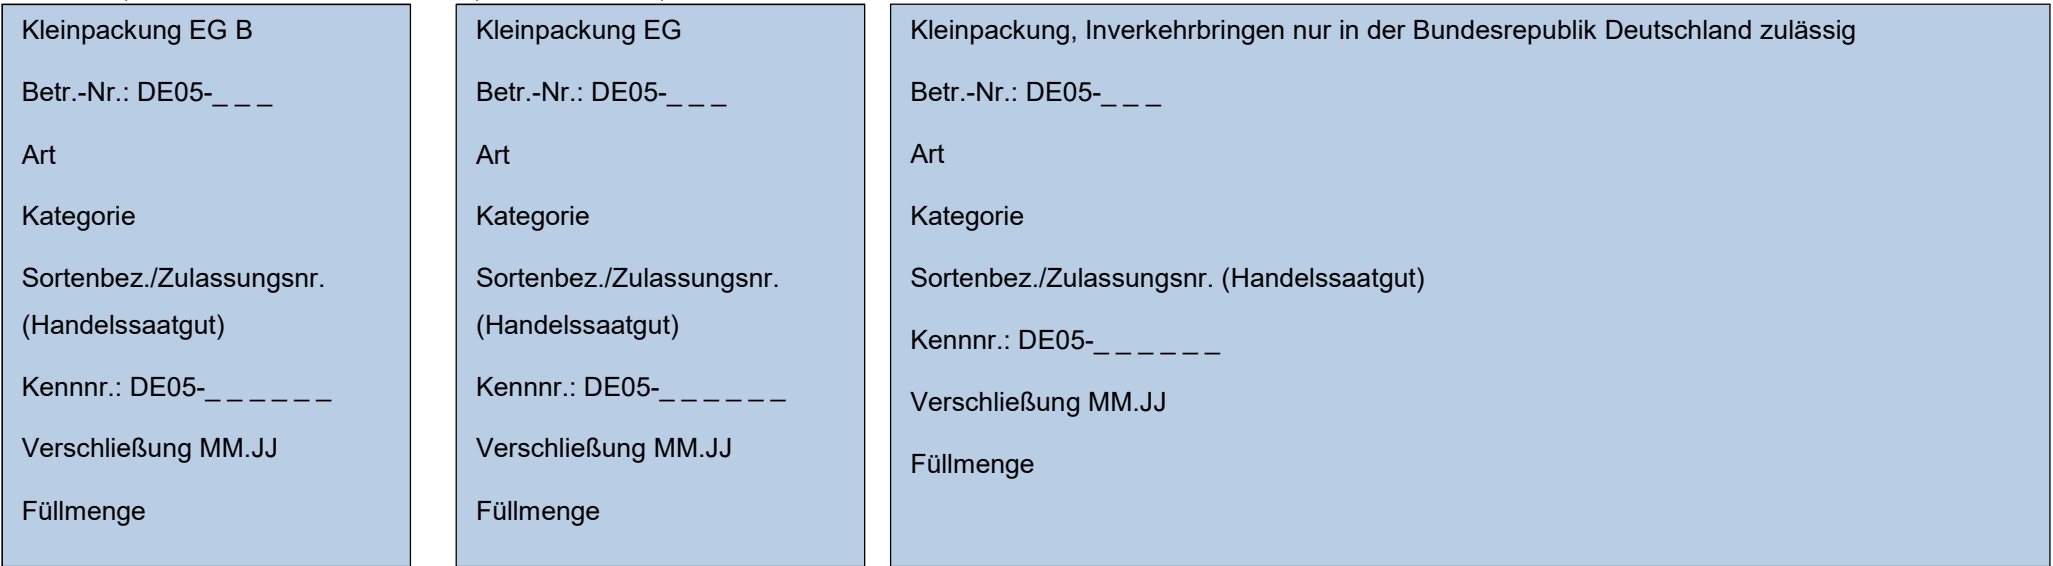 Kleinpackung EG B
Betr.-Nr.: DE05-_ _ _
Art
Kategorie
Sortenbez./Zulassungsnr.
(Handelssaatgut)
Kennnr.: DE05-_ _ _ _ _ _
Verschließung MM.JJ
Füllmenge
Kleinpackung EG
Betr.-Nr.: DE05-_ _ _
Art
Kategorie
Sortenbez./Zulassungsnr.
(Handelssaatgut)
Kennnr.: DE05-_ _ _ _ _ _
Verschließung MM.JJ
Füllmenge
Kleinpackung, Inverkehrbringen nur in der Bundesrepublik Deutschland zulässig
Betr.-Nr.: DE05-_ _ _
Art
Kategorie
Sortenbez./Zulassungsnr. (Handelssaatgut)
Kennnr.: DE05-_ _ _ _ _ _
Verschließung MM.JJ
Füllmenge